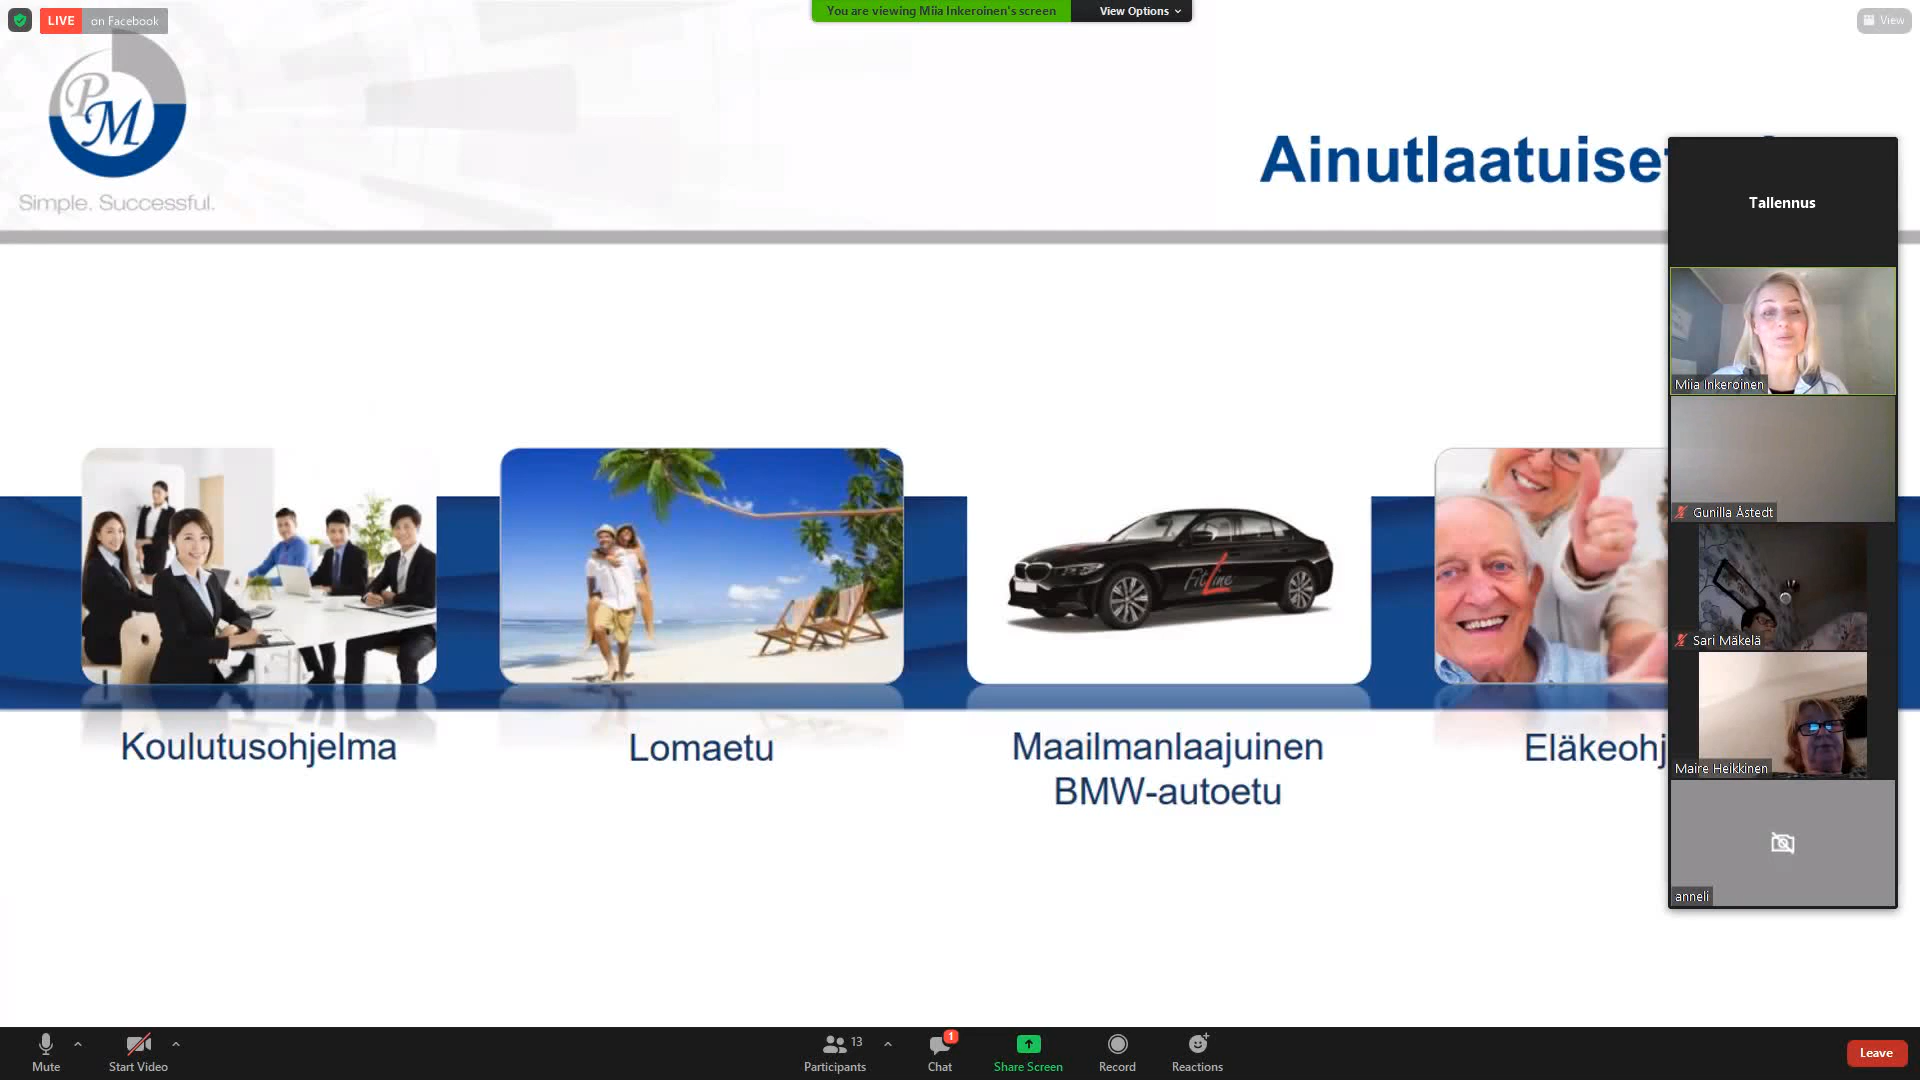 LIVE on Facebook
You are viewing Miia Inkeroinen's screen View Options
View
PM
Simple. Successful.
Ainutlaatuiset
Tallennus
Miia Inkeroinen
Gunilla Åstedt
Sari Mäkelä
Maire Heikkinen
anneli
FitLine
Koulutusohjelma
Lomaetu
Maailmanlaajuinen
BMW-autoetu
Eläkeohj
Mute
Start Video
Participants 13
Chat 1
Share Screen
Record
Reactions
Leave